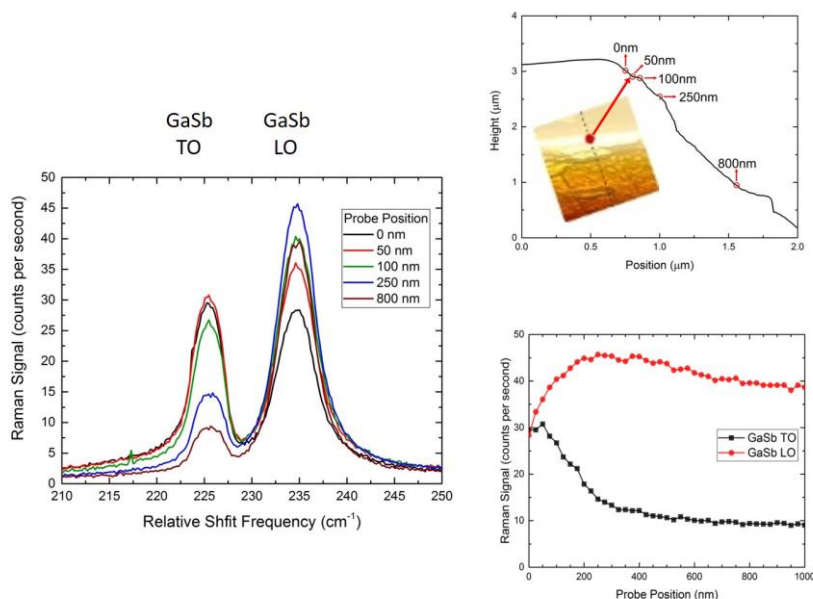 GaSb
TO
GaSb
LO
Raman Signal (counts per second)
50
45
40
35
30
25
20
15
10
5
0
210
220
225
230
235
240
245
250
Relative Shfit Frequency (cm-1)
Probe Position
0 nm
50 nm
100 nm
250 nm
800 nm
Height (μm)
4
3
2
1
0
0.0
0.5
1.0
1.5
2.0
Position (μm)
0nm
50nm
100nm
250nm
800nm
Raman Signal (counts per second)
50
40
30
20
10
0
0
200
400
600
800
1000
Probe Position (nm)
GaSb TO
GaSb LO